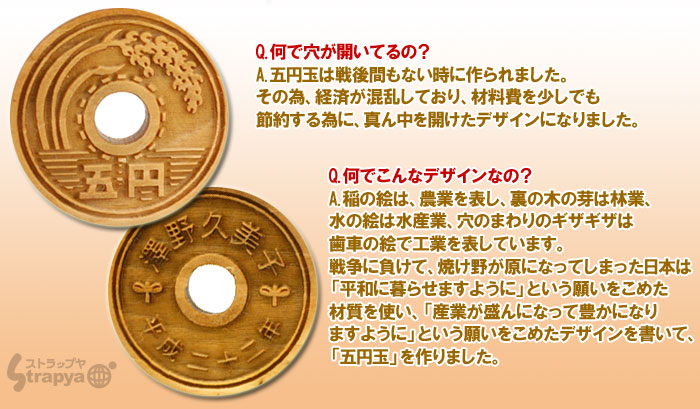 Q.何で穴が開いてるの？
A.五円玉は戦後間もない時に作られました。
その為、経済が混乱しており、材料費を少しでも
節約する為に、真ん中を開けたデザインになりました。
Q.何でこんなデザインなの？
A.稲の絵は、農業を表し、裏の木の芽は林業、
水の絵は水産業、穴のまわりのギザギザは
歯車の絵で工業を表しています。
戦争に負けて、焼け野が原になってしまった日本は
「平和に暮らせますように」という願いをこめた
材質を使い、「産業が盛んになって豊かになり
ますように」という願いをこめたデザインを書いて、
「五円玉」を作りました。
五円
澤野久美子
平成二十二年
ストラップヤ
Strapya